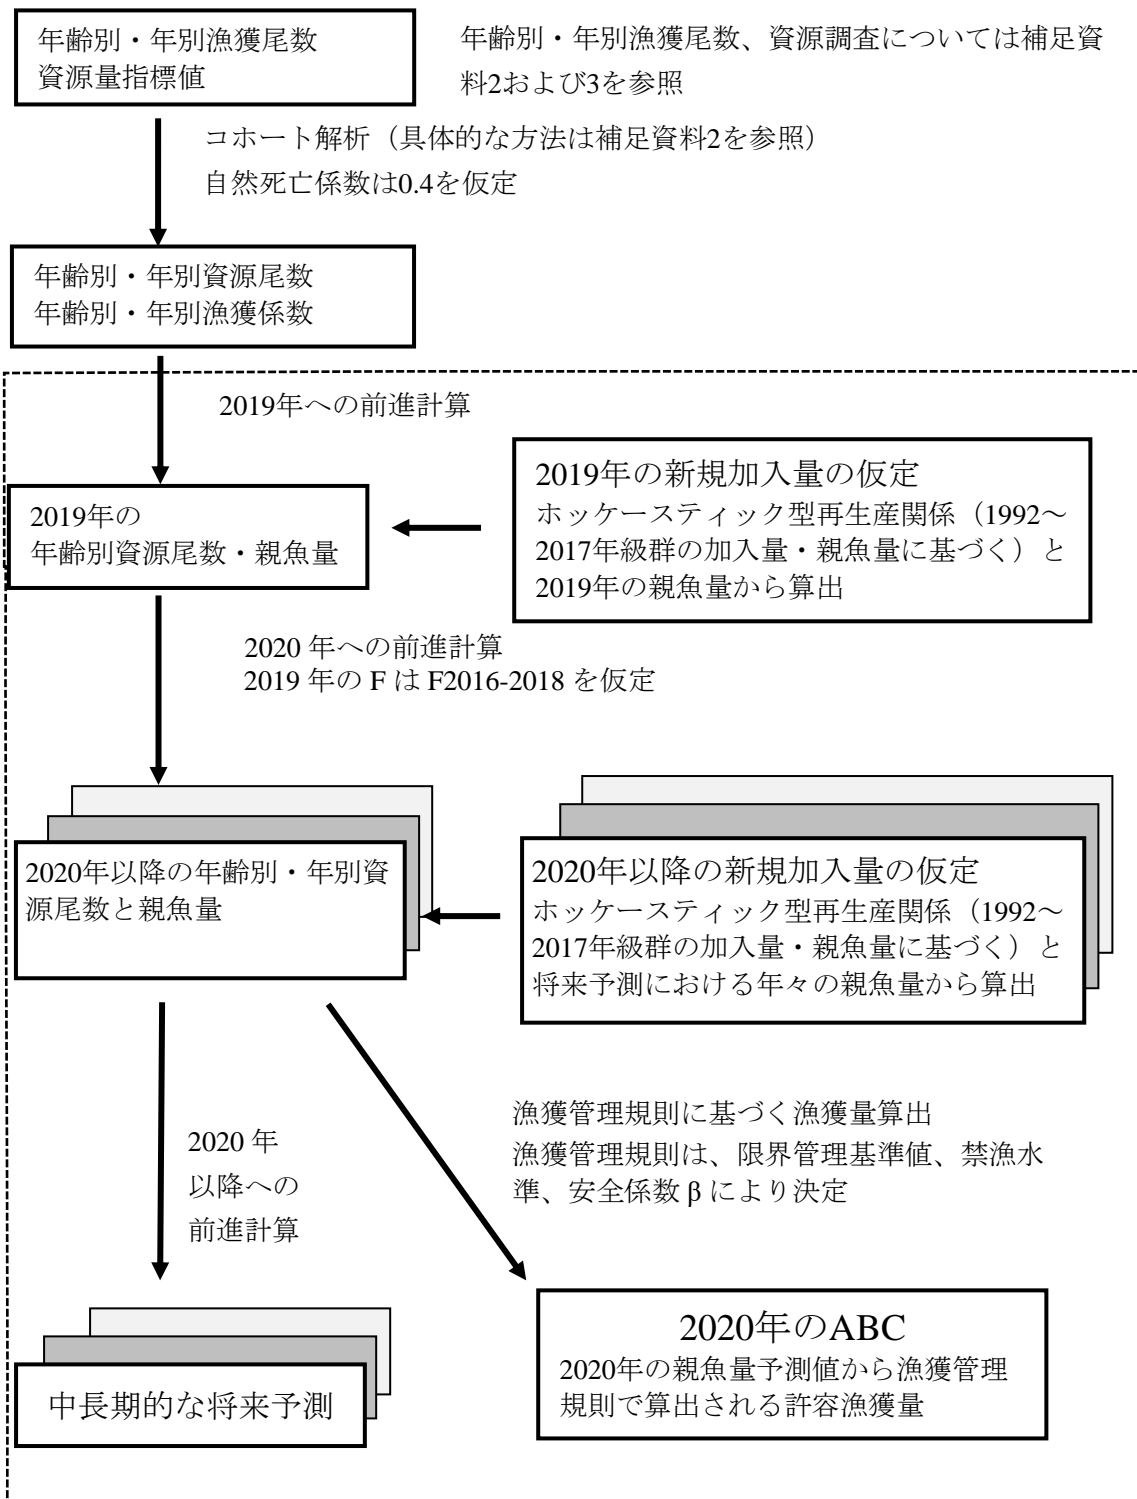 年齢別・年別漁獲尾数
資源量指標値
年齢別・年別漁獲尾数、資源調査については補足資
料2および3を参照
コホート解析（具体的な方法は補足資料2を参照）
自然死亡係数は0.4を仮定
年齢別・年別資源尾数
年齢別・年別漁獲係数
2019年への前進計算
2019年の新規加入量の仮定
ホッケースティック型再生産関係（1992～
2017年級群の加入量・親魚量に基づく）と
2019年の親魚量から算出
2019年の
年齢別資源尾数・親魚量
2020 年への前進計算
2019 年の F は F2016-2018 を仮定
2020年以降の年齢別・年別資
源尾数と親魚量
2020年以降の新規加入量の仮定
ホッケースティック型再生産関係（1992～
2017年級群の加入量・親魚量に基づく）と
将来予測における年々の親魚量から算出
漁獲管理規則に基づく漁獲量算出
漁獲管理規則は、限界管理基準値、禁漁水
準、安全係数 β により決定
2020 年
以降への
前進計算
中長期的な将来予測
2020年のABC
2020年の親魚量予測値から漁獲管理
規則で算出される許容漁獲量